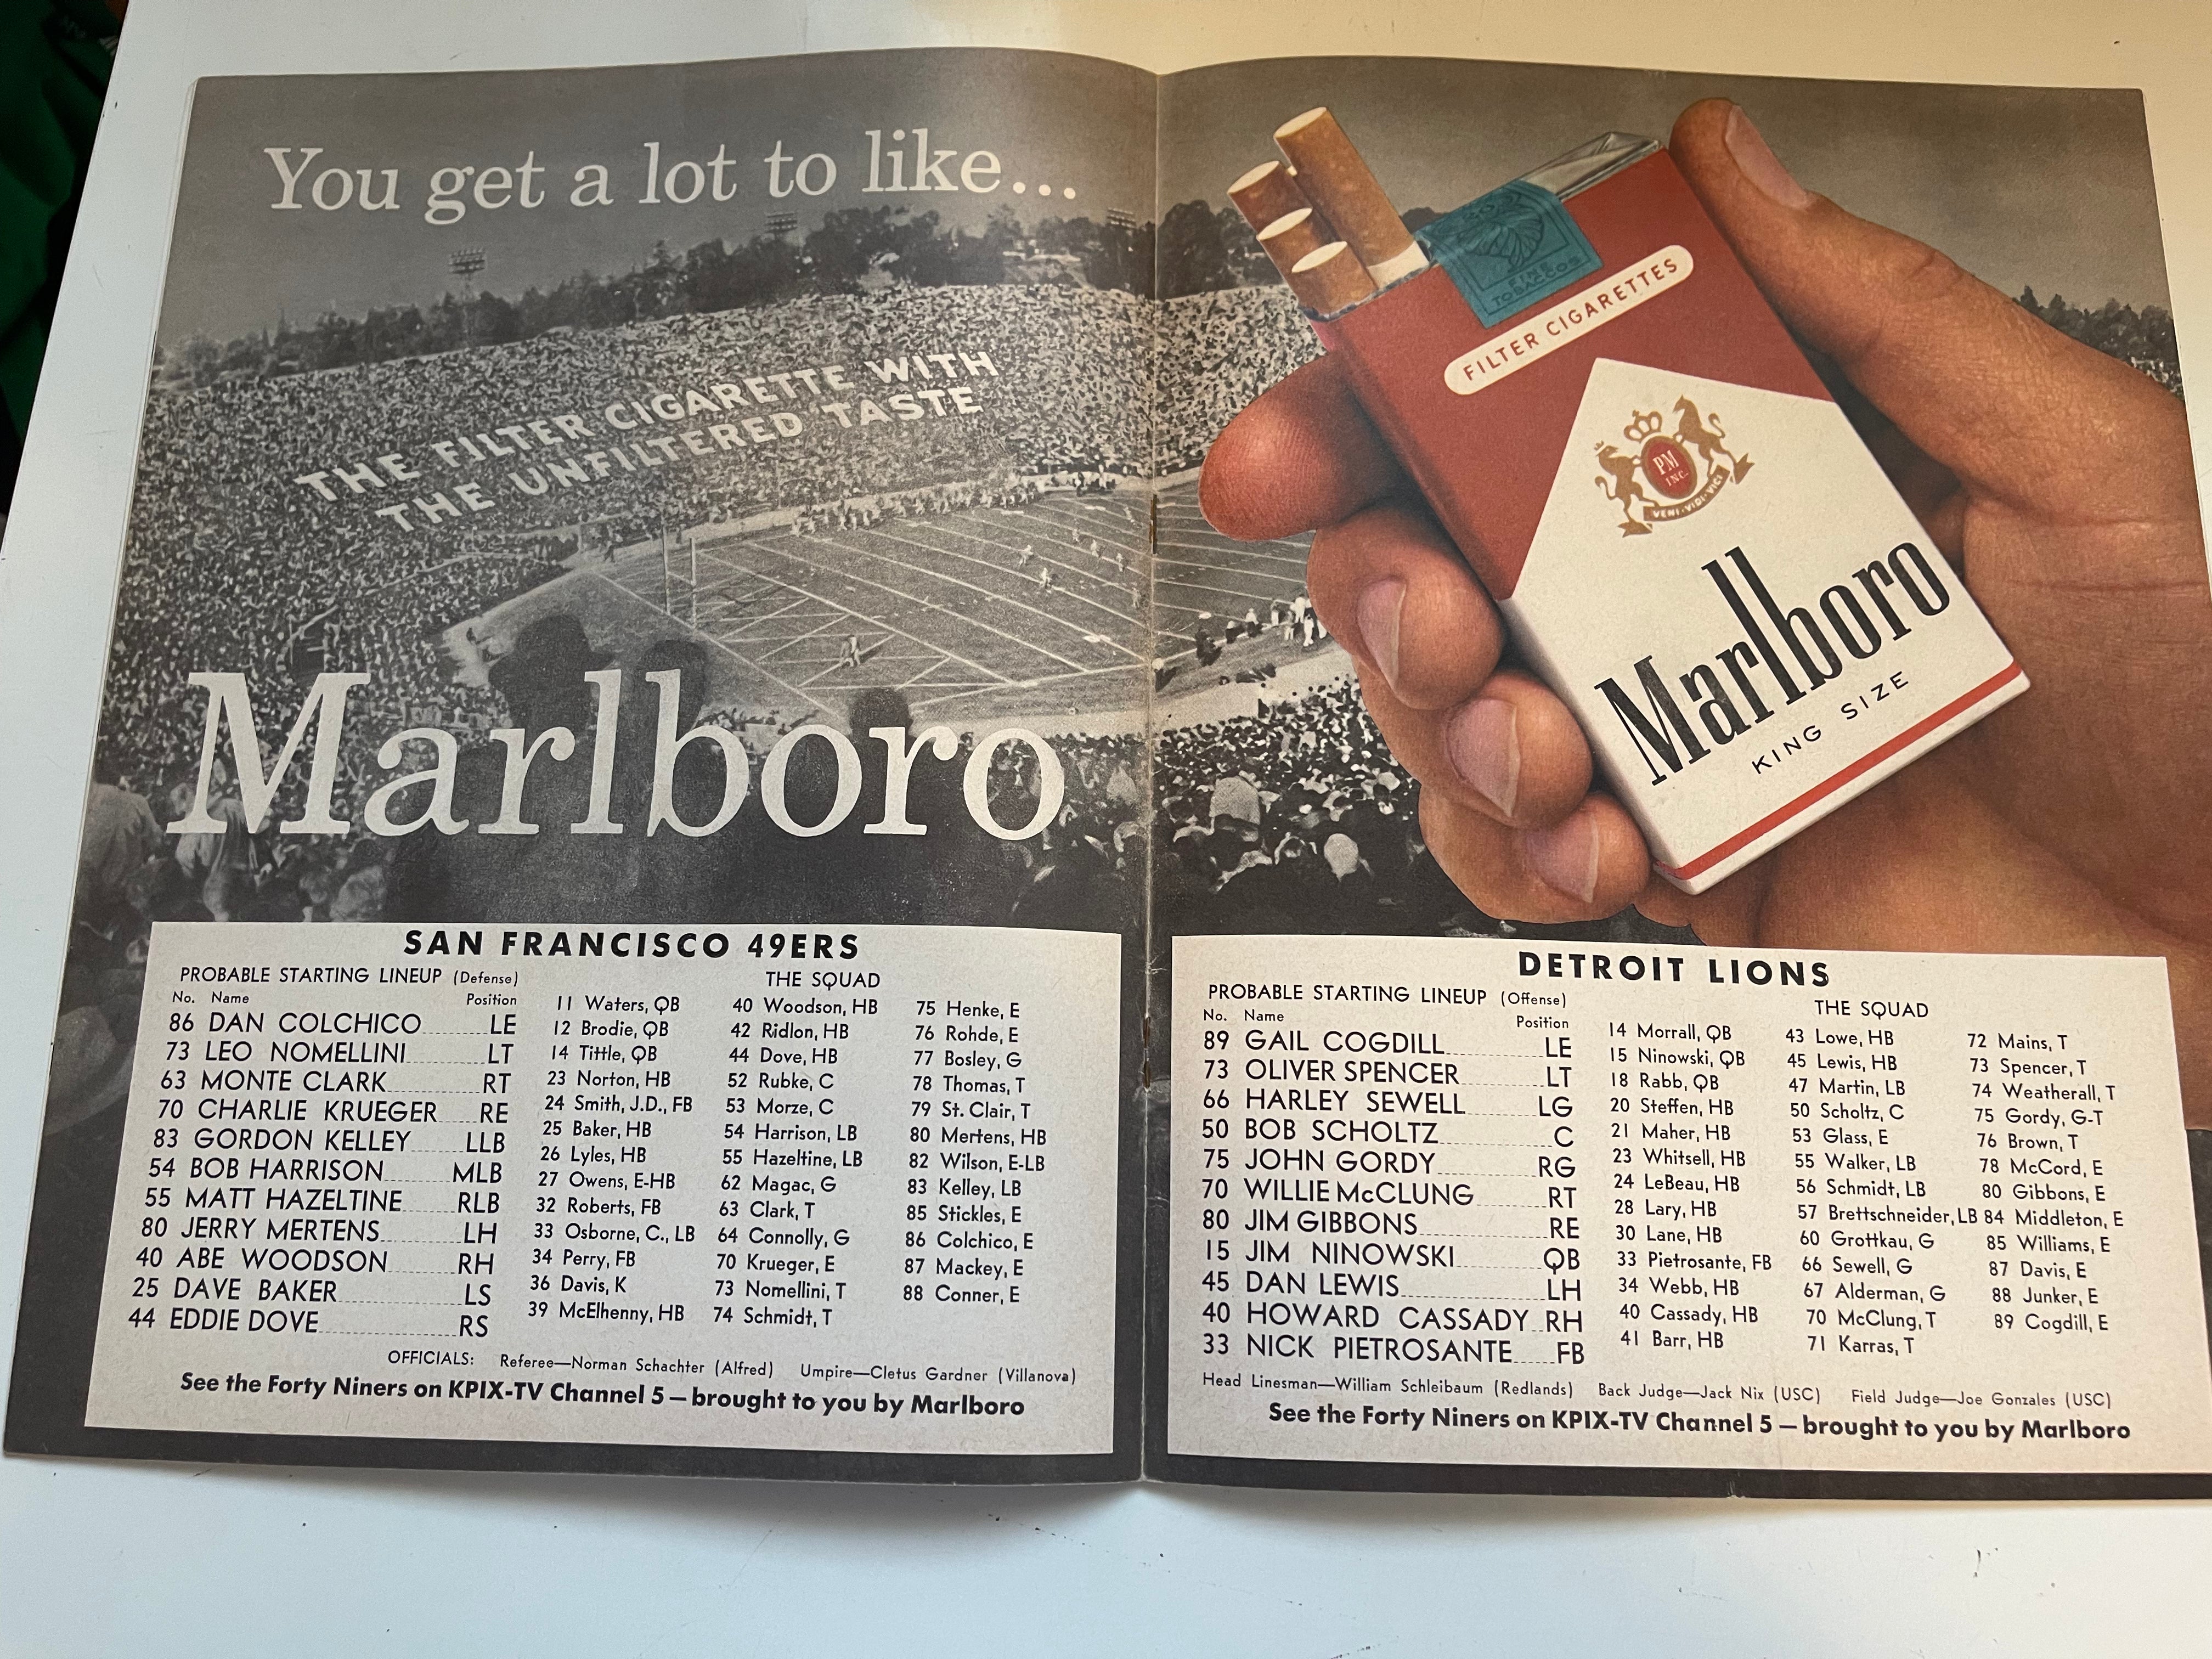 You get a lot to like...
THE FILTER CIGARETTE WITH
THE UNFILTERED TASTE
Marlboro
FINE
TOBACCOS
FILTER CIGARETTES
PM
INC.
VENI·VIDI·VICI
Marlboro
KING SIZE
SAN FRANCISCO 49ERS
PROBABLE STARTING LINEUP (Defense)
No. Name Position
86 DAN COLCHICO LE
73 LEO NOMELLINI LT
63 MONTE CLARK RT
70 CHARLIE KRUEGER RE
83 GORDON KELLEY LLB
54 BOB HARRISON MLB
55 MATT HAZELTINE RLB
80 JERRY MERTENS LH
40 ABE WOODSON RH
25 DAVE BAKER LS
44 EDDIE DOVE RS
THE SQUAD
11 Waters, QB
12 Brodie, QB
14 Tittle, QB
23 Norton, HB
24 Smith, J.D., FB
25 Baker, HB
26 Lyles, HB
27 Owens, E-HB
32 Roberts, FB
33 Osborne, C., LB
34 Perry, FB
36 Davis, K
39 McElhenny, HB
40 Woodson, HB
42 Ridlon, HB
44 Dove, HB
52 Rubke, C
53 Morze, C
54 Harrison, LB
55 Hazeltine, LB
62 Magac, G
63 Clark, T
64 Connolly, G
70 Krueger, E
73 Nomellini, T
74 Schmidt, T
75 Henke, E
76 Rohde, E
77 Bosley, G
78 Thomas, T
79 St. Clair, T
80 Mertens, HB
82 Wilson, E-LB
83 Kelley, LB
85 Stickles, E
86 Colchico, E
87 Mackey, E
88 Conner, E
OFFICIALS: Referee—Norman Schachter (Alfred) Umpire—Cletus Gardner (Villanova)
See the Forty Niners on KPIX-TV Channel 5 — brought to you by Marlboro
DETROIT LIONS
PROBABLE STARTING LINEUP (Offense)
No. Name Position
89 GAIL COGDILL LE
73 OLIVER SPENCER LT
66 HARLEY SEWELL LG
50 BOB SCHOLTZ C
75 JOHN GORDY RG
70 WILLIE McCLUNG RT
80 JIM GIBBONS RE
15 JIM NINOWSKI QB
45 DAN LEWIS LH
40 HOWARD CASSADY RH
33 NICK PIETROSANTE FB
THE SQUAD
14 Morrall, QB
15 Ninowski, QB
18 Rabb, QB
20 Steffen, HB
21 Maher, HB
23 Whitsell, HB
24 LeBeau, HB
28 Lary, HB
30 Lane, HB
33 Pietrosante, FB
34 Webb, HB
40 Cassady, HB
41 Barr, HB
43 Lowe, HB
45 Lewis, HB
47 Martin, LB
50 Scholtz, C
53 Glass, E
55 Walker, LB
56 Schmidt, LB
57 Brettschneider, LB
60 Grottkau, G
66 Sewell, G
67 Alderman, G
70 McClung, T
71 Karras, T
72 Mains, T
73 Spencer, T
74 Weatherall, T
75 Gordy, G-T
76 Brown, T
78 McCord, E
80 Gibbons, E
84 Middleton, E
85 Williams, E
87 Davis, E
88 Junker, E
89 Cogdill, E
Head Linesman—William Schleibaum (Redlands) Back Judge—Jack Nix (USC) Field Judge—Joe Gonzales (USC)
See the Forty Niners on KPIX-TV Channel 5 — brought to you by Marlboro